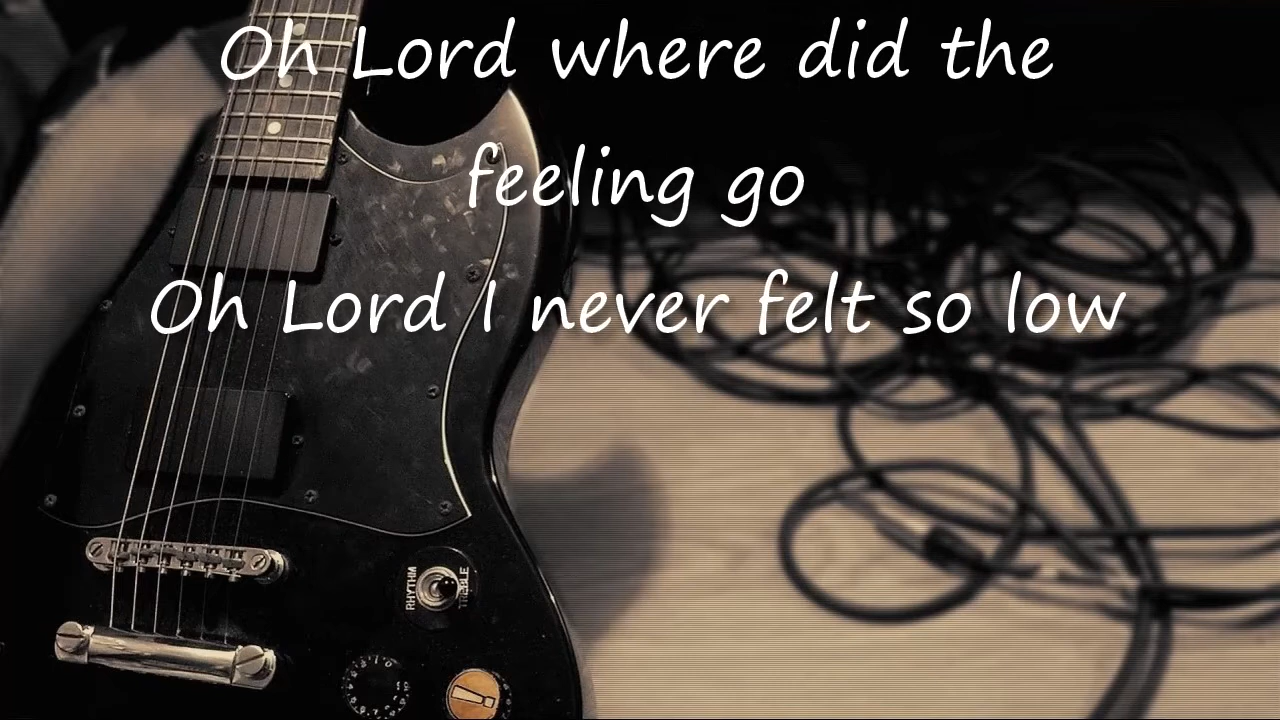 Oh Lord where did the
feeling go
Oh Lord I never felt so low
RHYTHM
TREBLE